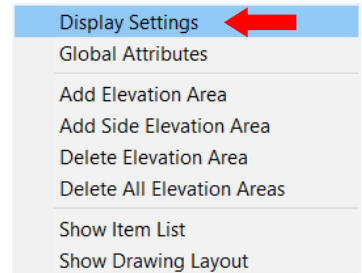 Display Settings
Global Attributes
Add Elevation Area
Add Side Elevation Area
Delete Elevation Area
Delete All Elevation Areas
Show Item List
Show Drawing Layout